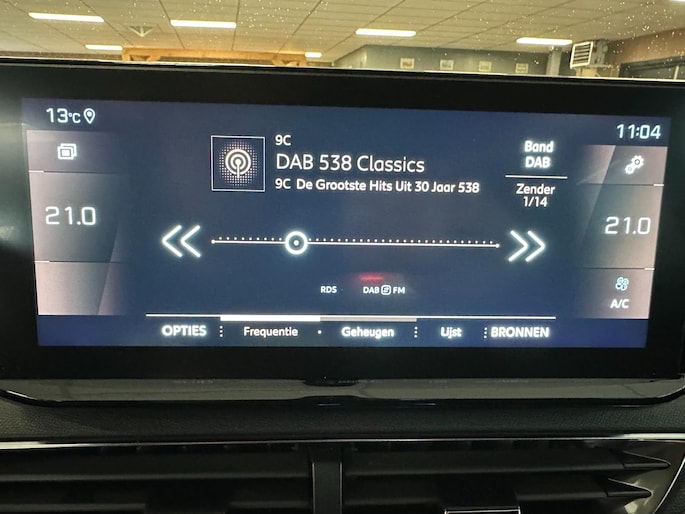 13°C
11:04
9C
DAB 538 Classics
9C De Grootste Hits Uit 30 Jaar 538
Band
DAB
Zender
1/14
21.0
21.0
RDS
DAB FM
A/C
OPTIES
Frequentie
Geheugen
Lijst
BRONNEN